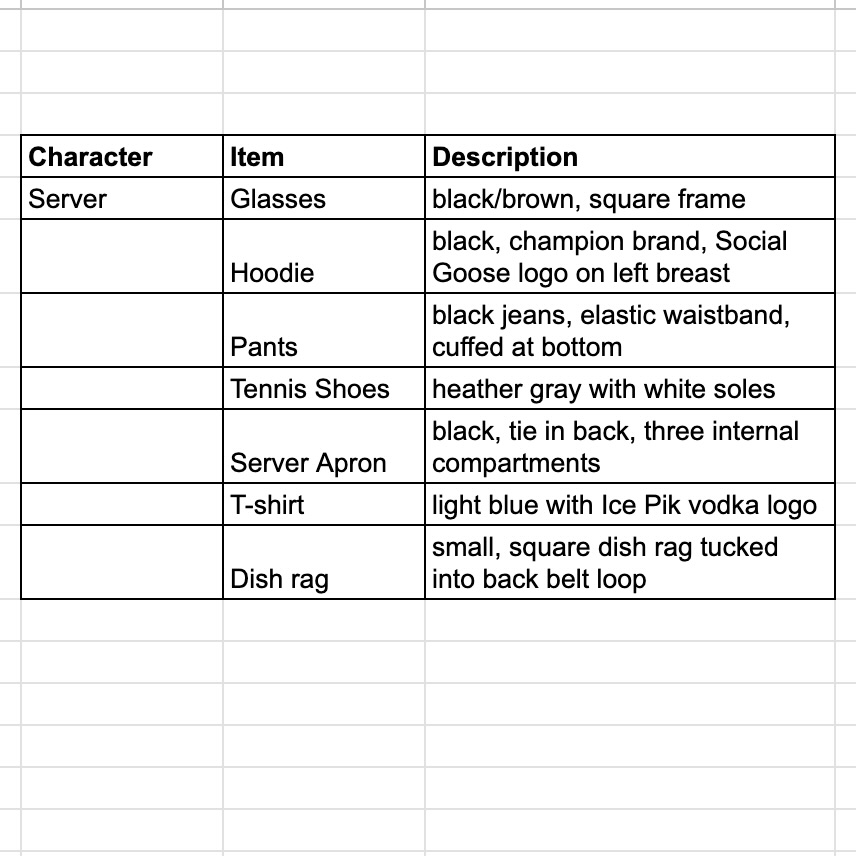 Character Item Description
Server Glasses black/brown, square frame
Hoodie black, champion brand, Social
Goose logo on left breast
Pants black jeans, elastic waistband,
cuffed at bottom
Tennis Shoes heather gray with white soles
Server Apron black, tie in back, three internal
compartments
T-shirt light blue with Ice Pik vodka logo
Dish rag small, square dish rag tucked
into back belt loop